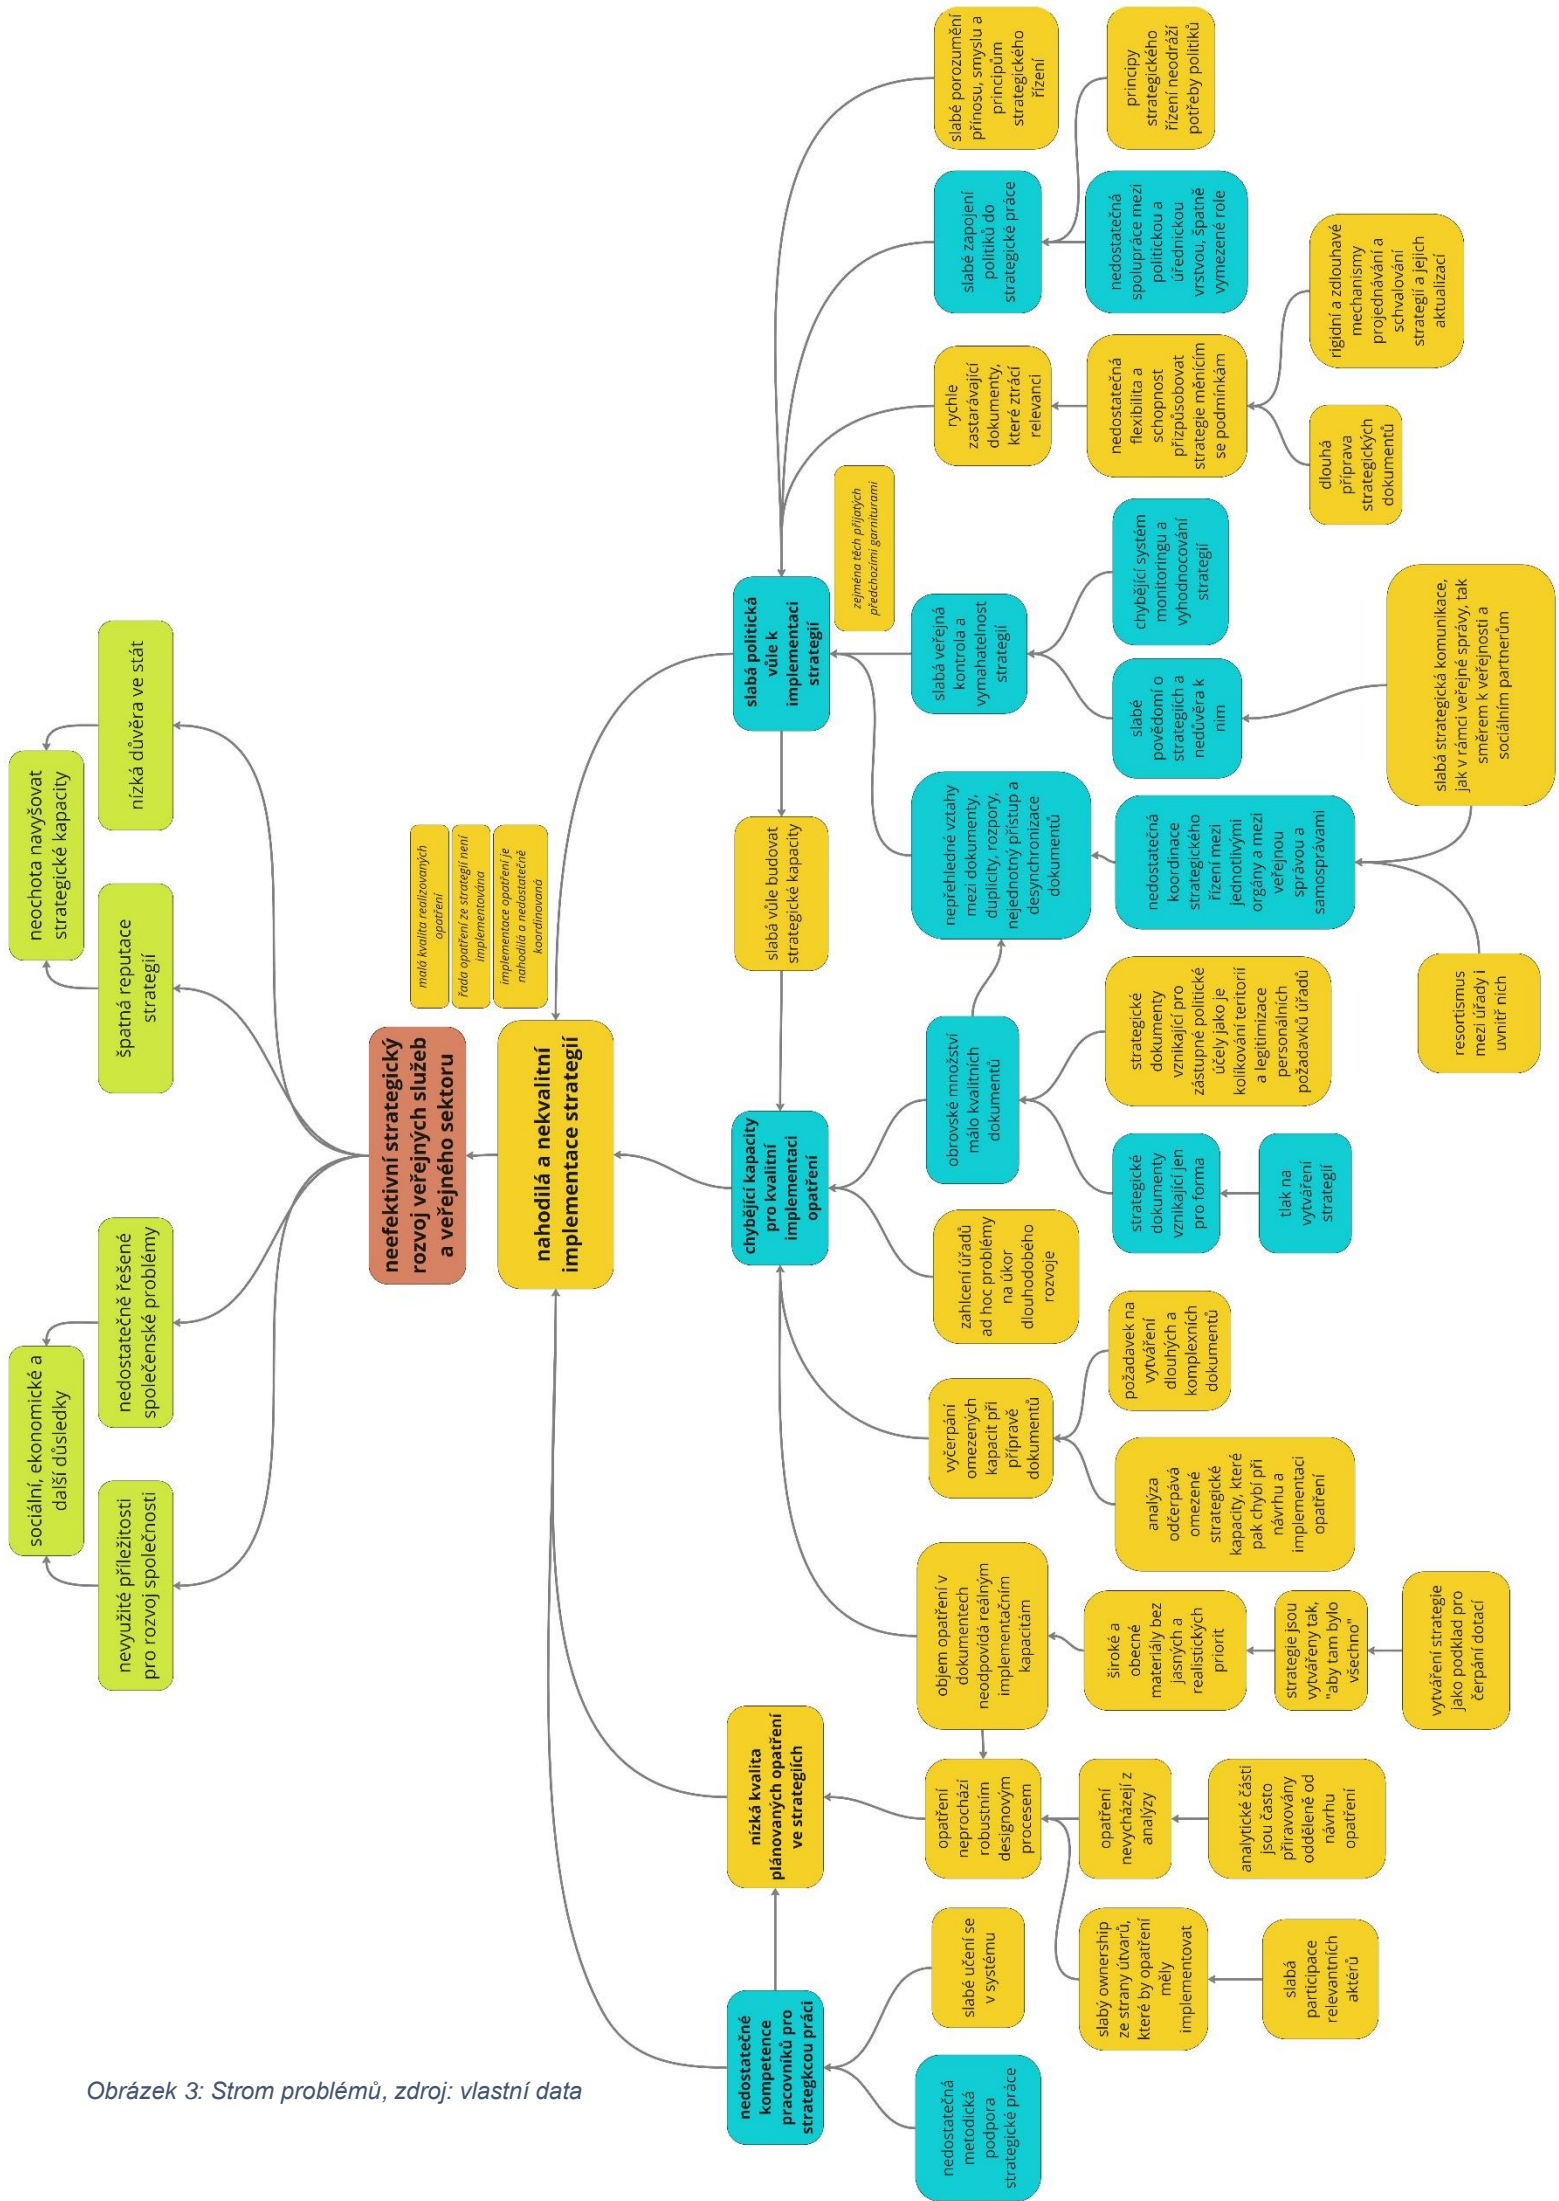 sociální, ekonomické a
další důsledky
neochota navyšovat
strategické kapacity
nevyužité příležitosti
pro rozvoj společnosti
nedostatečně řešené
společenské problémy
špatná reputace
strategií
nízká důvěra ve stát
neefektivní strategický
rozvoj veřejných služeb
a veřejného sektoru
malá kvalita realizovaných
opatření
řada opatření ze strategií není
implementována
implementace opatření je
nahodilá a nedostatečně
koordinovaná
nahodilá a nekvalitní
implementace strategií
nedostatečné
kompetence
pracovníků pro
strategkcou práci
nízká kvalita
plánovaných opatření
ve strategiích
chybějící kapacity
pro kvalitní
implementaci
opatření
slabá vůle budovat
strategické kapacity
slabá politická
vůle k
implementaci
strategií
zejména těch přijatých
předchozími garniturami
nedostatečná
metodická
podpora
strategické práce
slabé učení se
v systému
opatření
neprochází
robustním
designovým
procesem
objem opatření v
dokumentech
neodpovídá reálným
implementačním
kapacitám
vyčerpání
omezených
kapacit při
přípravě
dokumentů
zahlcení úřadů
ad hoc problémy
na úkor
dlouhodobého
rozvoje
obrovské množství
málo kvalitních
dokumentů
nepřehledné vztahy
mezi dokumenty,
duplicity, rozpory,
nejednotný přístup a
desynchronizace
dokumentů
slabá veřejná
kontrola a
vymahatelnost
strategií
rychle
zastarávající
dokumenty,
které ztrácí
relevanci
slabé zapojení
politiků do
strategické práce
slabé porozumění
přínosu, smyslu a
principům
strategického
řízení
slabý ownership
ze strany útvarů,
které by opatření
měly
implementovat
opatření
nevycházejí z
analýzy
široké a
obecné
materiály bez
jasných a
realistických
priorit
analýza
odčerpává
omezené
strategické
kapacity, které
pak chybí při
návrhu a
implementaci
opatření
požadavek na
vytváření
dlouhých a
komplexních
dokumentů
strategické
dokumenty
vznikající jen
pro forma
strategické
dokumenty
vznikající pro
zástupné politické
účely jako je
kolíkování teritorií
a legitimizace
personálních
požadavků úřadů
nedostatečná
koordinace
strategického
řízení mezi
jednotlivými
orgány a mezi
veřejnou
správou a
samosprávami
slabé
povědomí o
strategiích a
nedůvěra k
nim
chybějící systém
monitoringu a
vyhodnocování
strategií
nedostatečná
flexibilita a
schopnost
přizpůsobovat
strategie měnícím
se podmínkám
nedostatečná
spolupráce mezi
politickou a
úřednickou
vrstvou, špatně
vymezené role
principy
strategického
řízení neodráží
potřeby politiků
slabá
participace
relevantních
aktérů
analytické části
jsou často
přiravovány
odděleně od
návrhu
opatření
strategie jsou
vytvářeny tak,
"aby tam bylo
všechno"
tlak na
vytváření
strategií
dlouhá
příprava
strategických
dokumentů
rigidní a zdlouhavé
mechanismy
projednávání a
schvalování
strategií a jejich
aktualizací
vytváření strategie
jako podklad pro
čerpání dotací
resortismus
mezi úřady i
uvnitř nich
slabá strategická komunikace,
jak v rámci veřejné správy, tak
směrem k veřejnosti a
sociálním partnerům
Obrázek 3: Strom problémů, zdroj: vlastní data